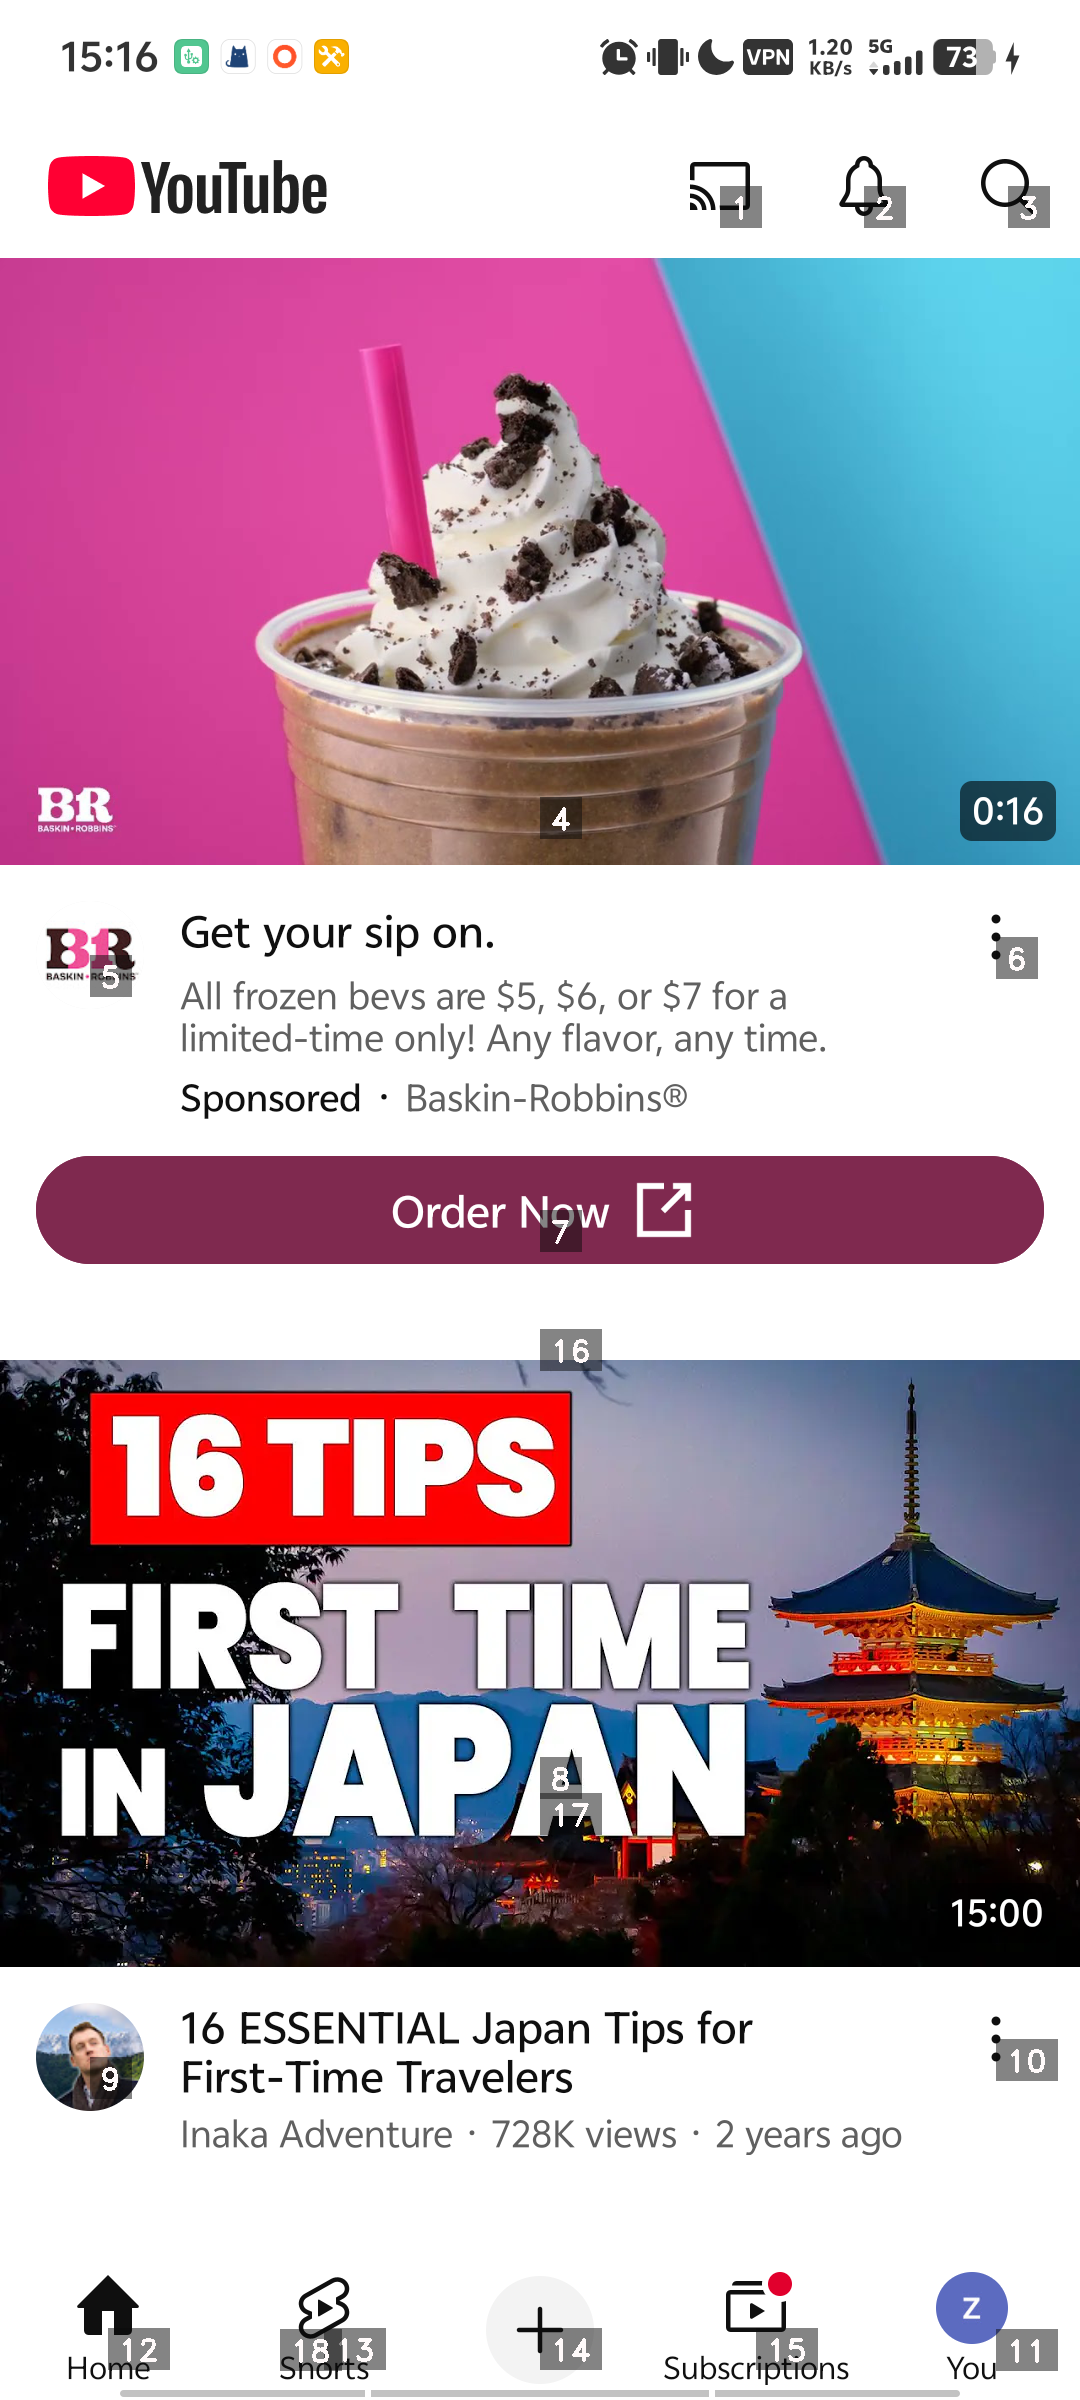 15:16
VPN
1.20 KB/s
5G
73
YouTube
1
2
3
BR
BASKIN•ROBBINS
4
0:16
BR
BASKIN•ROBBINS
5
Get your sip on.
6
All frozen bevs are $5, $6, or $7 for a
limited-time only! Any flavor, any time.
Sponsored · Baskin-Robbins®
Order Now
7
16
16 TIPS
FIRST TIME
IN JAPAN
8
17
15:00
9
16 ESSENTIAL Japan Tips for
First-Time Travelers
10
Inaka Adventure · 728K views · 2 years ago
Z
12
18
13
14
15
11
Home
Shorts
Subscriptions
You